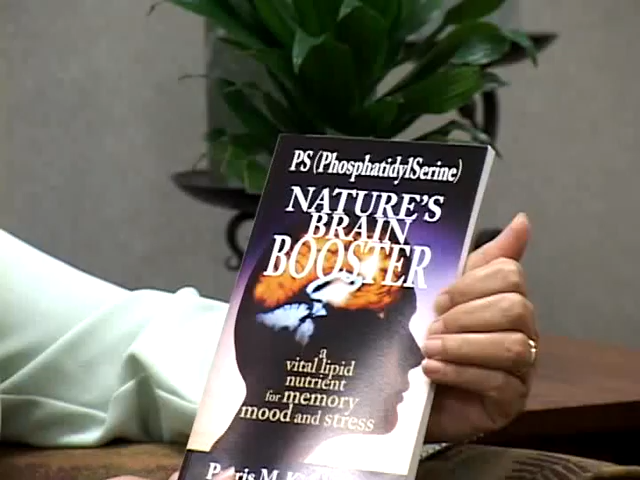 PS (PhosphatidylSerine)
NATURE'S
BRAIN
BOOSTER
a
vital lipid
nutrient
for memory
mood and stress
M.